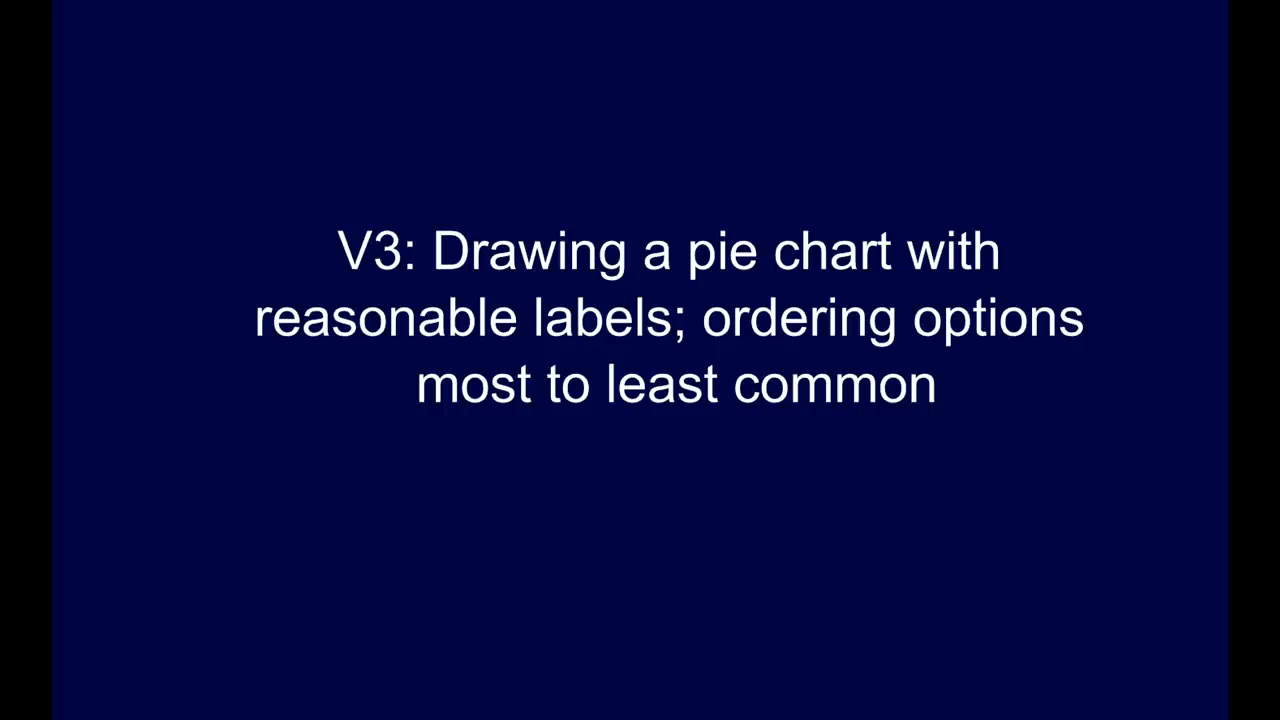 V3: Drawing a pie chart with
reasonable labels; ordering options
most to least common